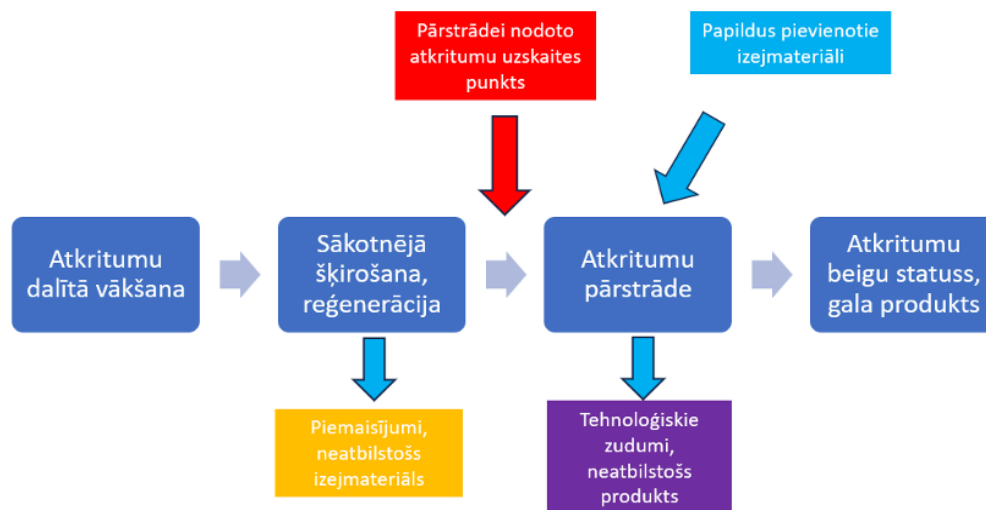 Pārstrādei nodoto
atkritumu uzskaites
punkts
Papildus pievienotie
izejmateriāli
Atkritumu
dalītā vākšana
Sākotnējā
šķirošana,
reģenerācija
Atkritumu
pārstrāde
Atkritumu
beigu statuss,
gala produkts
Piemaisījumi,
neatbilstošs
izejmateriāls
Tehnoloģiskie
zudumi,
neatbilstošs
produkts